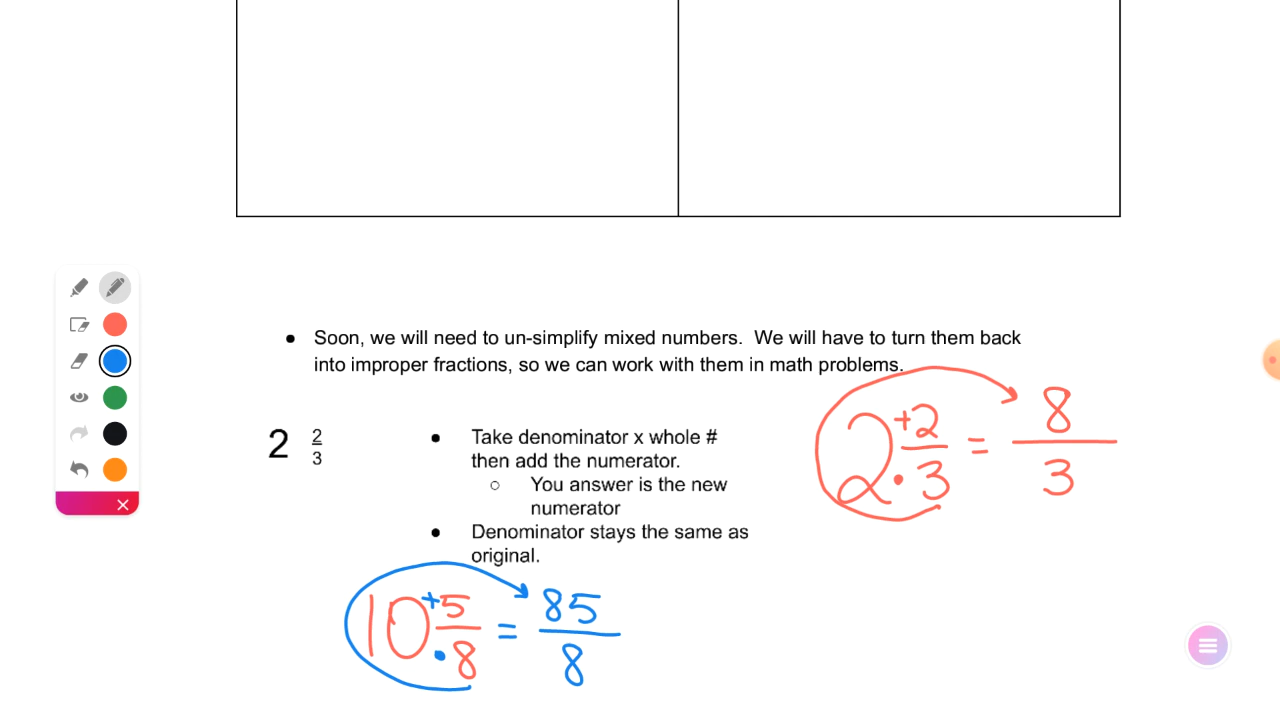 ● Soon, we will need to un-simplify mixed numbers. We will have to turn them back
into improper fractions, so we can work with them in math problems.
2 2/3
● Take denominator x whole #
then add the numerator.
○ You answer is the new
numerator
● Denominator stays the same as
original.
2 +2/•3 = 8/3
10 +5/•8 = 85/8